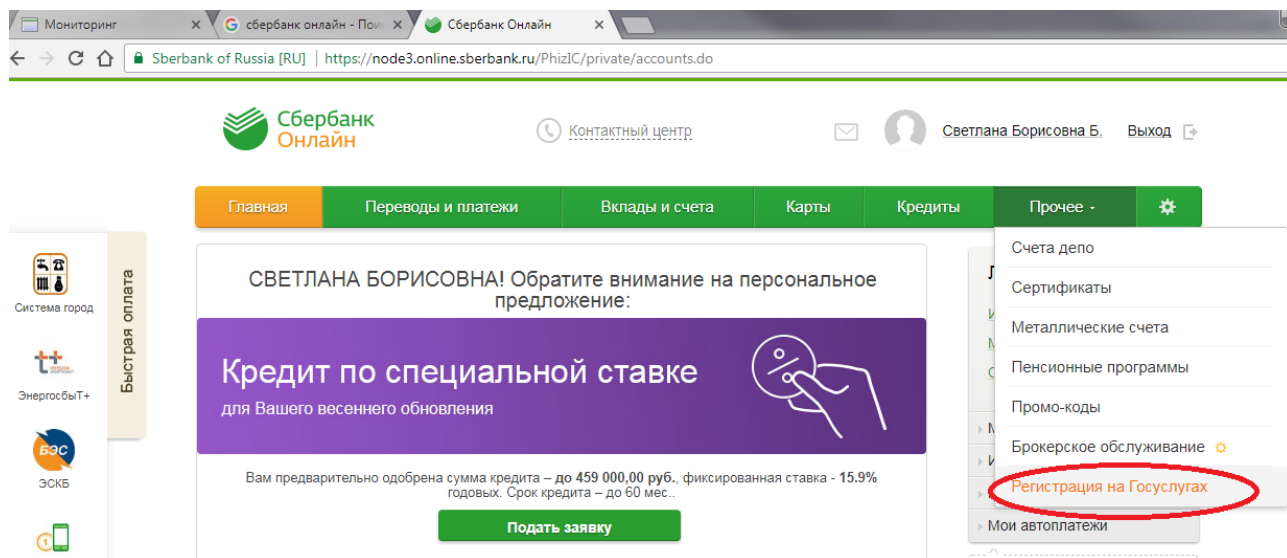 Мониторинг
сбербанк онлайн - Пои
Сбербанк Онлайн
Sberbank of Russia [RU]
https://node3.online.sberbank.ru/PhizIC/private/accounts.do
Сбербанк
Онлайн
Контактный центр
Светлана Борисовна Б.
Выход
Главная
Переводы и платежи
Вклады и счета
Карты
Кредиты
Прочее
Система город
ЭнергосбыТ+
БЭС
ЭСКБ
1
Быстрая оплата
СВЕТЛАНА БОРИСОВНА! Обратите внимание на персональное
предложение:
Кредит по специальной ставке
для Вашего весеннего обновления
Вам предварительно одобрена сумма кредита – до 459 000,00 руб., фиксированная ставка - 15.9%
годовых. Срок кредита – до 60 мес..
Подать заявку
Счета депо
Сертификаты
Металлические счета
Пенсионные программы
Промо-коды
Брокерское обслуживание
Регистрация на Госуслугах
Мои автоплатежи